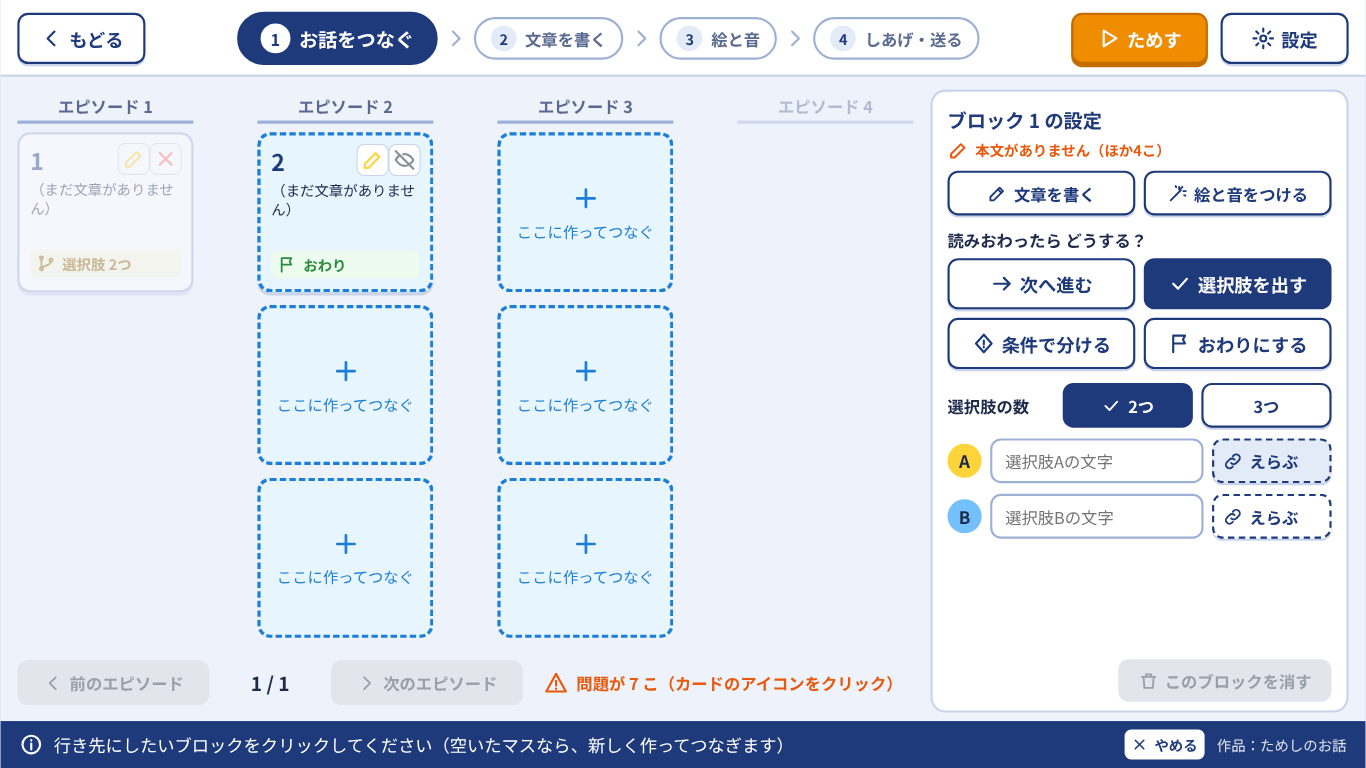 もどる
1 お話をつなぐ
2 文章を書く
3 絵と音
4 しあげ・送る
ためす
設定
エピソード 1
エピソード 2
エピソード 3
エピソード 4
1
（まだ文章がありませ
ん）
選択肢 2つ
2
（まだ文章がありませ
ん）
おわり
ここに作ってつなぐ
ここに作ってつなぐ
ここに作ってつなぐ
ここに作ってつなぐ
ここに作ってつなぐ
前のエピソード
1 / 1
次のエピソード
問題が 7 こ（カードのアイコンをクリック）
ブロック 1 の設定
本文がありません（ほか4こ）
文章を書く
絵と音をつける
読みおわったら どうする？
次へ進む
選択肢を出す
条件で分ける
おわりにする
選択肢の数
2つ
3つ
A 選択肢Aの文字 えらぶ
B 選択肢Bの文字 えらぶ
このブロックを消す
行き先にしたいブロックをクリックしてください（空いたマスなら、新しく作ってつなぎます）
やめる
作品：ためしのお話